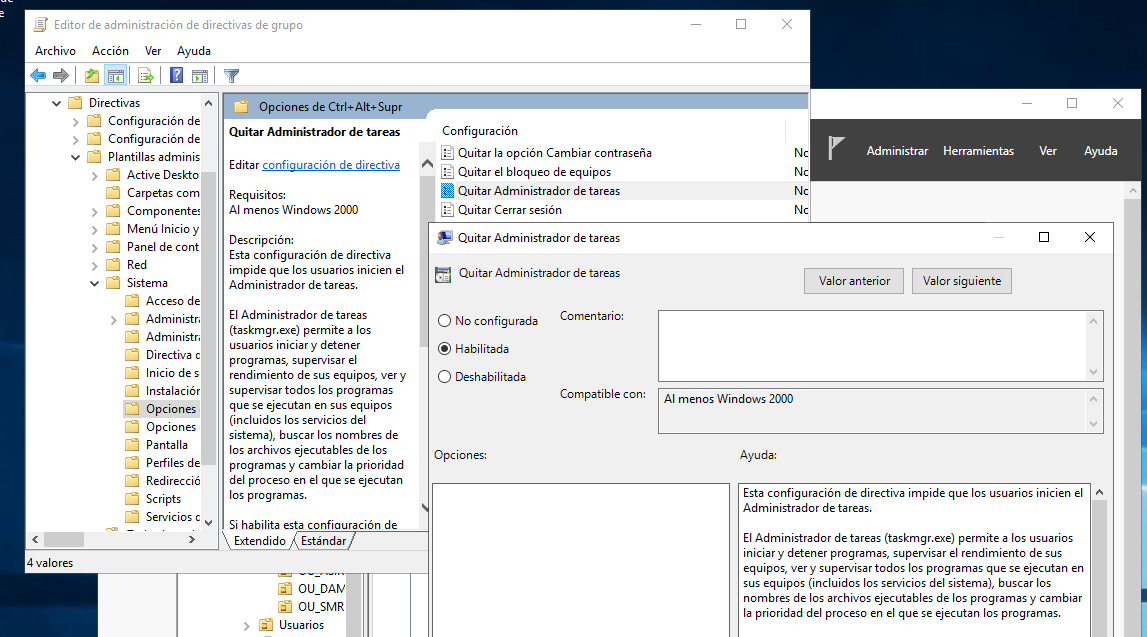 Editor de administración de directivas de grupo
Archivo Acción Ver Ayuda
Directivas
Configuración de
Configuración de
Plantillas adminis
Active Deskto
Carpetas com
Componentes
Menú Inicio y
Panel de cont
Red
Sistema
Acceso de
Administra
Administra
Directiva d
Inicio de s
Instalación
Opciones
Opciones
Pantalla
Perfiles de
Redirecció
Scripts
Servicios d
4 valores
Opciones de Ctrl+Alt+Supr
Quitar Administrador de tareas
Editar configuración de directiva
Requisitos:
Al menos Windows 2000
Descripción:
Esta configuración de directiva
impide que los usuarios inicien el
Administrador de tareas.
El Administrador de tareas
(taskmgr.exe) permite a los
usuarios iniciar y detener
programas, supervisar el
rendimiento de sus equipos, ver y
supervisar todos los programas
que se ejecutan en sus equipos
(incluidos los servicios del
sistema), buscar los nombres de
los archivos ejecutables de los
programas y cambiar la prioridad
del proceso en el que se ejecutan
los programas.
Si habilita esta configuración de
Extendido Estándar
Configuración
Quitar la opción Cambiar contraseña No
Quitar el bloqueo de equipos No
Quitar Administrador de tareas No
Quitar Cerrar sesión No
Administrar Herramientas Ver Ayuda
Quitar Administrador de tareas
Quitar Administrador de tareas
Valor anterior Valor siguiente
No configurada
Habilitada
Deshabilitada
Comentario:
Compatible con:
Al menos Windows 2000
Opciones:
Ayuda:
Esta configuración de directiva impide que los usuarios inicien el
Administrador de tareas.
El Administrador de tareas (taskmgr.exe) permite a los usuarios
iniciar y detener programas, supervisar el rendimiento de sus
equipos, ver y supervisar todos los programas que se ejecutan en
sus equipos (incluidos los servicios del sistema), buscar los
nombres de los archivos ejecutables de los programas y cambiar
la prioridad del proceso en el que se ejecutan los programas.
OU_DAM
OU_SMR
Usuarios